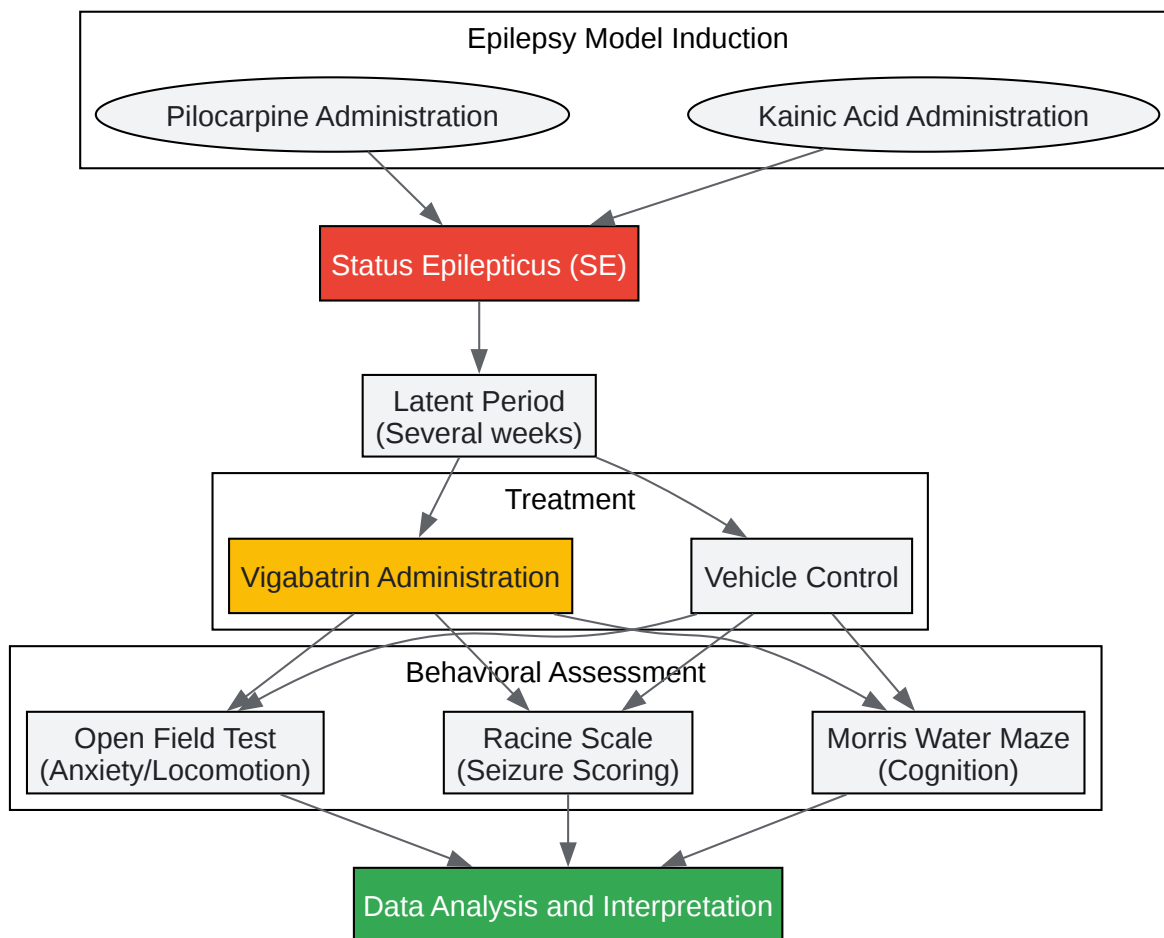 Epilepsy Model Induction
Pilocarpine Administration
Kainic Acid Administration
Status Epilepticus (SE)
Latent Period
(Several weeks)
Treatment
Vigabatrin Administration
Vehicle Control
Behavioral Assessment
Open Field Test
(Anxiety/Locomotion)
Racine Scale
(Seizure Scoring)
Morris Water Maze
(Cognition)
Data Analysis and Interpretation